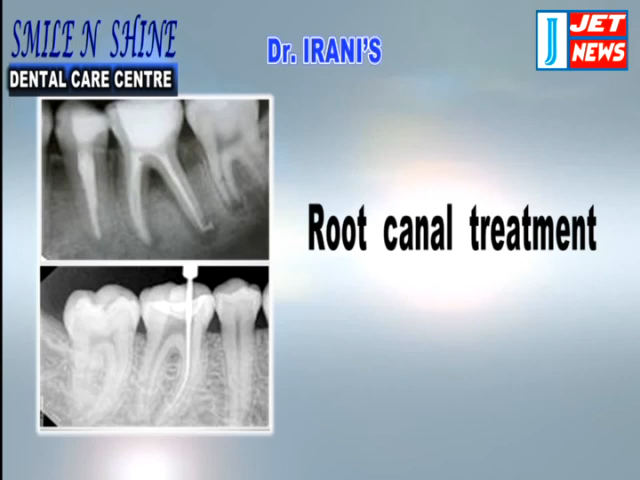 SMILE N SHINE
DENTAL CARE CENTRE
Dr. IRANI'S
J JET
NEWS
Root canal treatment